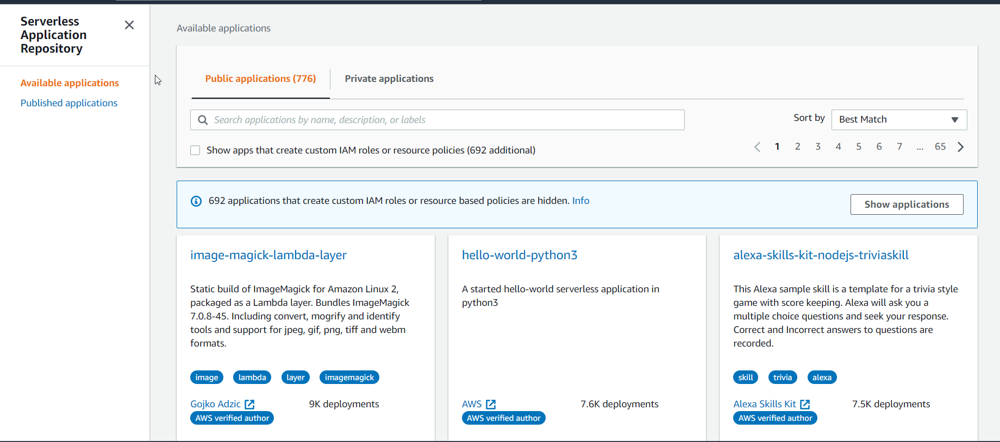 Serverless
Application
Repository
Available applications
Published applications
Available applications
Public applications (776)
Private applications
Search applications by name, description, or labels
Sort by
Best Match
Show apps that create custom IAM roles or resource policies (692 additional)
1 2 3 4 5 6 7 ... 65
692 applications that create custom IAM roles or resource based policies are hidden. Info
Show applications
image-magick-lambda-layer
Static build of ImageMagick for Amazon Linux 2,
packaged as a Lambda layer. Bundles ImageMagick
7.0.8-45. Including convert, mogrify and identify
tools and support for jpeg, gif, png, tiff and webm
formats.
image lambda layer imagemagick
Gojko Adzic
9K deployments
AWS verified author
hello-world-python3
A started hello-world serverless application in
python3
AWS
7.6K deployments
AWS verified author
alexa-skills-kit-nodejs-triviaskill
This Alexa sample skill is a template for a trivia style
game with score keeping. Alexa will ask you a
multiple choice questions and seek your response.
Correct and Incorrect answers to questions are
recorded.
skill trivia alexa
Alexa Skills Kit
7.5K deployments
AWS verified author